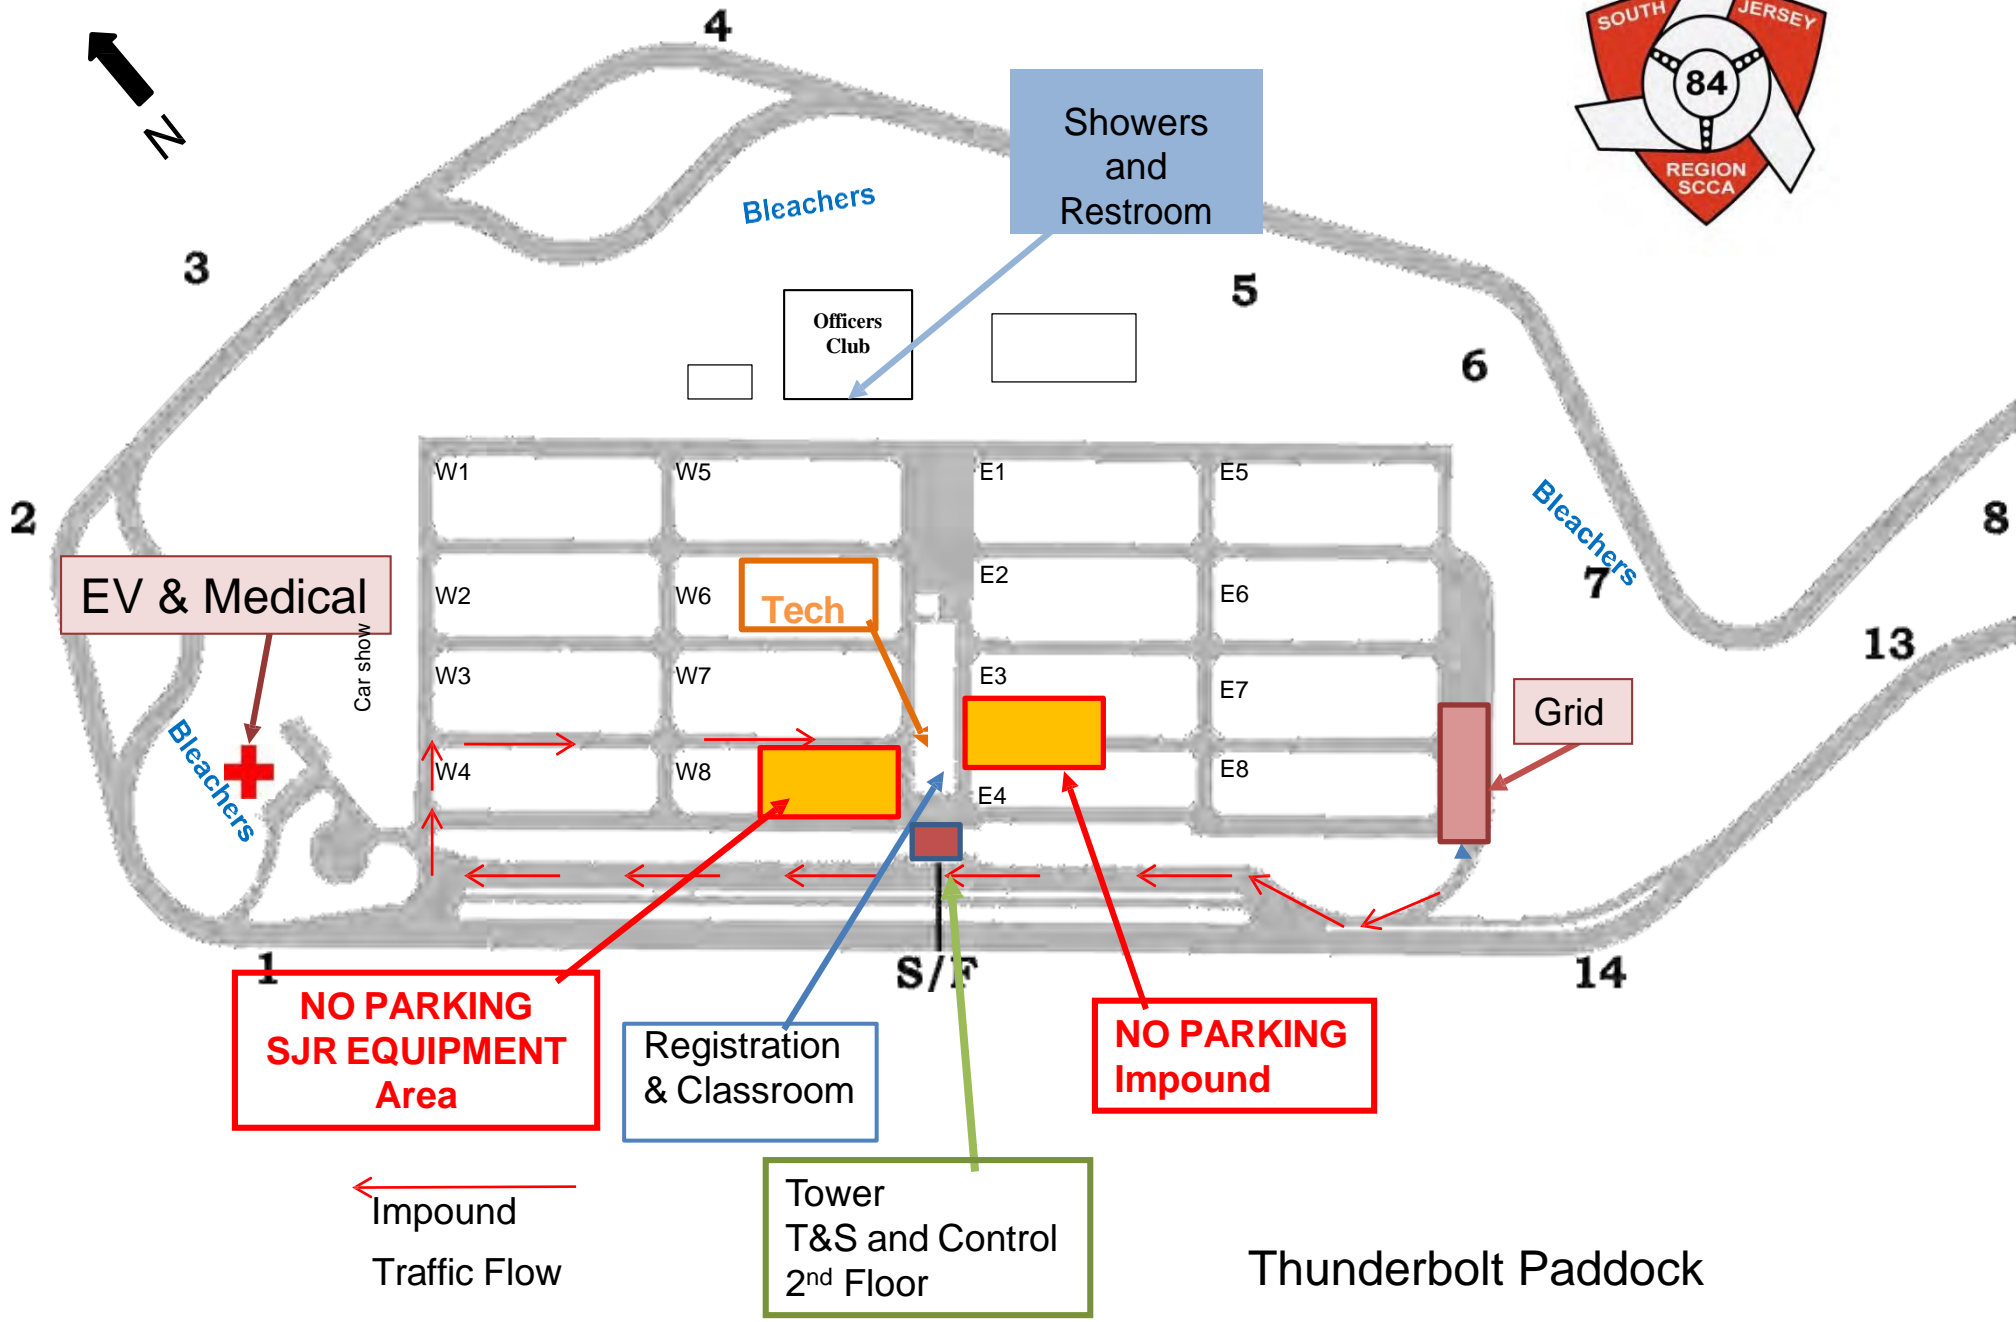 4
SOUTH JERSEY
84
REGION
SCCA
N
Showers
and
Restroom
Bleachers
3
5
Officers
Club
6
W1
W5
E1
E5
2
8
Bleachers
EV & Medical
W2
W6
Tech
E2
E6
7
Car show
13
W3
W7
E3
E7
Grid
Bleachers
W4
W8
E4
E8
1
S/F
14
NO PARKING
SJR EQUIPMENT
Area
Registration
& Classroom
NO PARKING
Impound
Impound
Traffic Flow
Tower
T&S and Control
2nd Floor
Thunderbolt Paddock